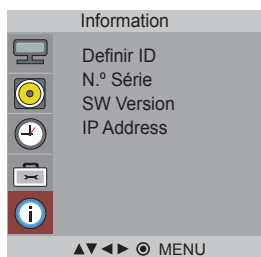 Information
Definir ID
N.º Série
SW Version
IP Address
▲▼◄► ◉ MENU